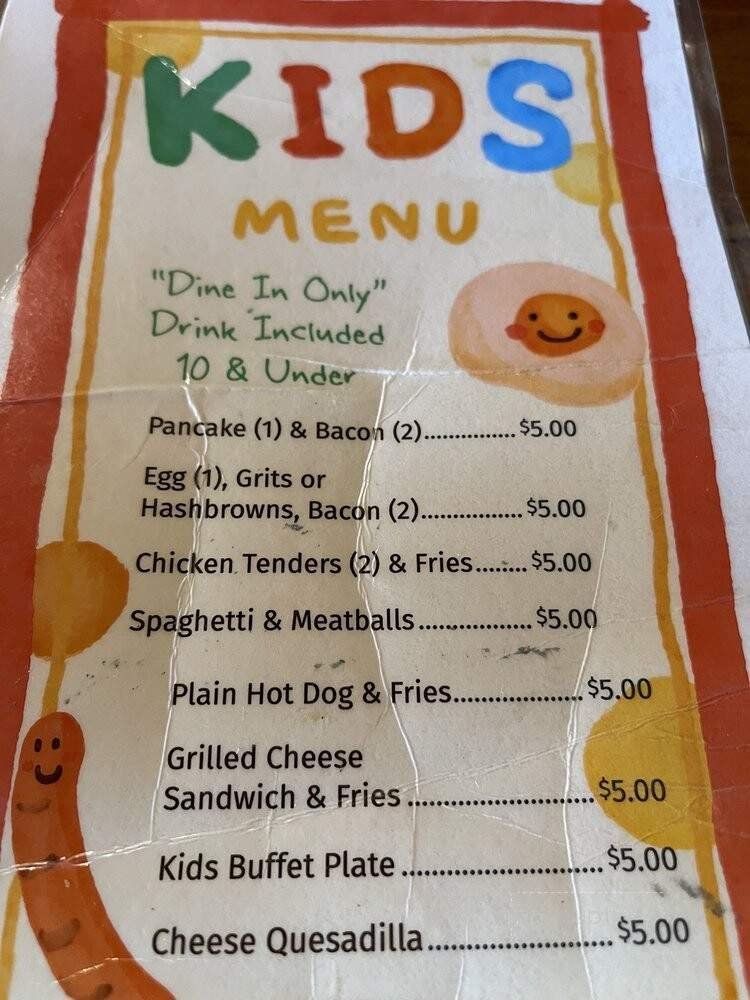 KIDS
MENU
"Dine In Only"
Drink Included
10 & Under
Pancake (1) & Bacon (2)............... $5.00
Egg (1), Grits or
Hashbrowns, Bacon (2)................. $5.00
Chicken Tenders (2) & Fries........ $5.00
Spaghetti & Meatballs................... $5.00
Plain Hot Dog & Fries..................... $5.00
Grilled Cheese
Sandwich & Fries .............................. $5.00
Kids Buffet Plate ................................ $5.00
Cheese Quesadilla............................. $5.00